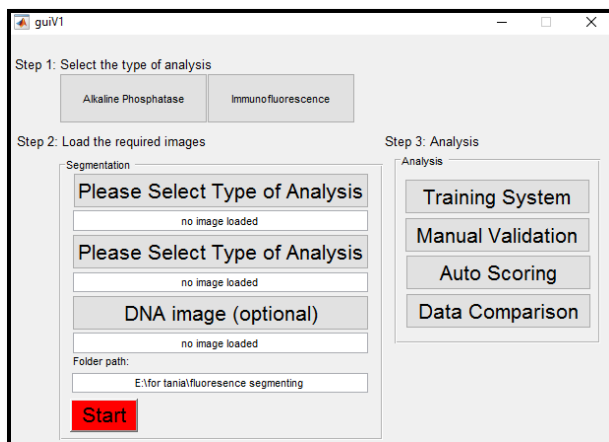 guiV1
Step 1: Select the type of analysis
Alkaline Phosphatase
Immunofluorescence
Step 2: Load the required images
Segmentation
Please Select Type of Analysis
no image loaded
Please Select Type of Analysis
no image loaded
DNA image (optional)
no image loaded
Folder path:
E:\for tania\fluoresence segmenting
Start
Step 3: Analysis
Analysis
Training System
Manual Validation
Auto Scoring
Data Comparison